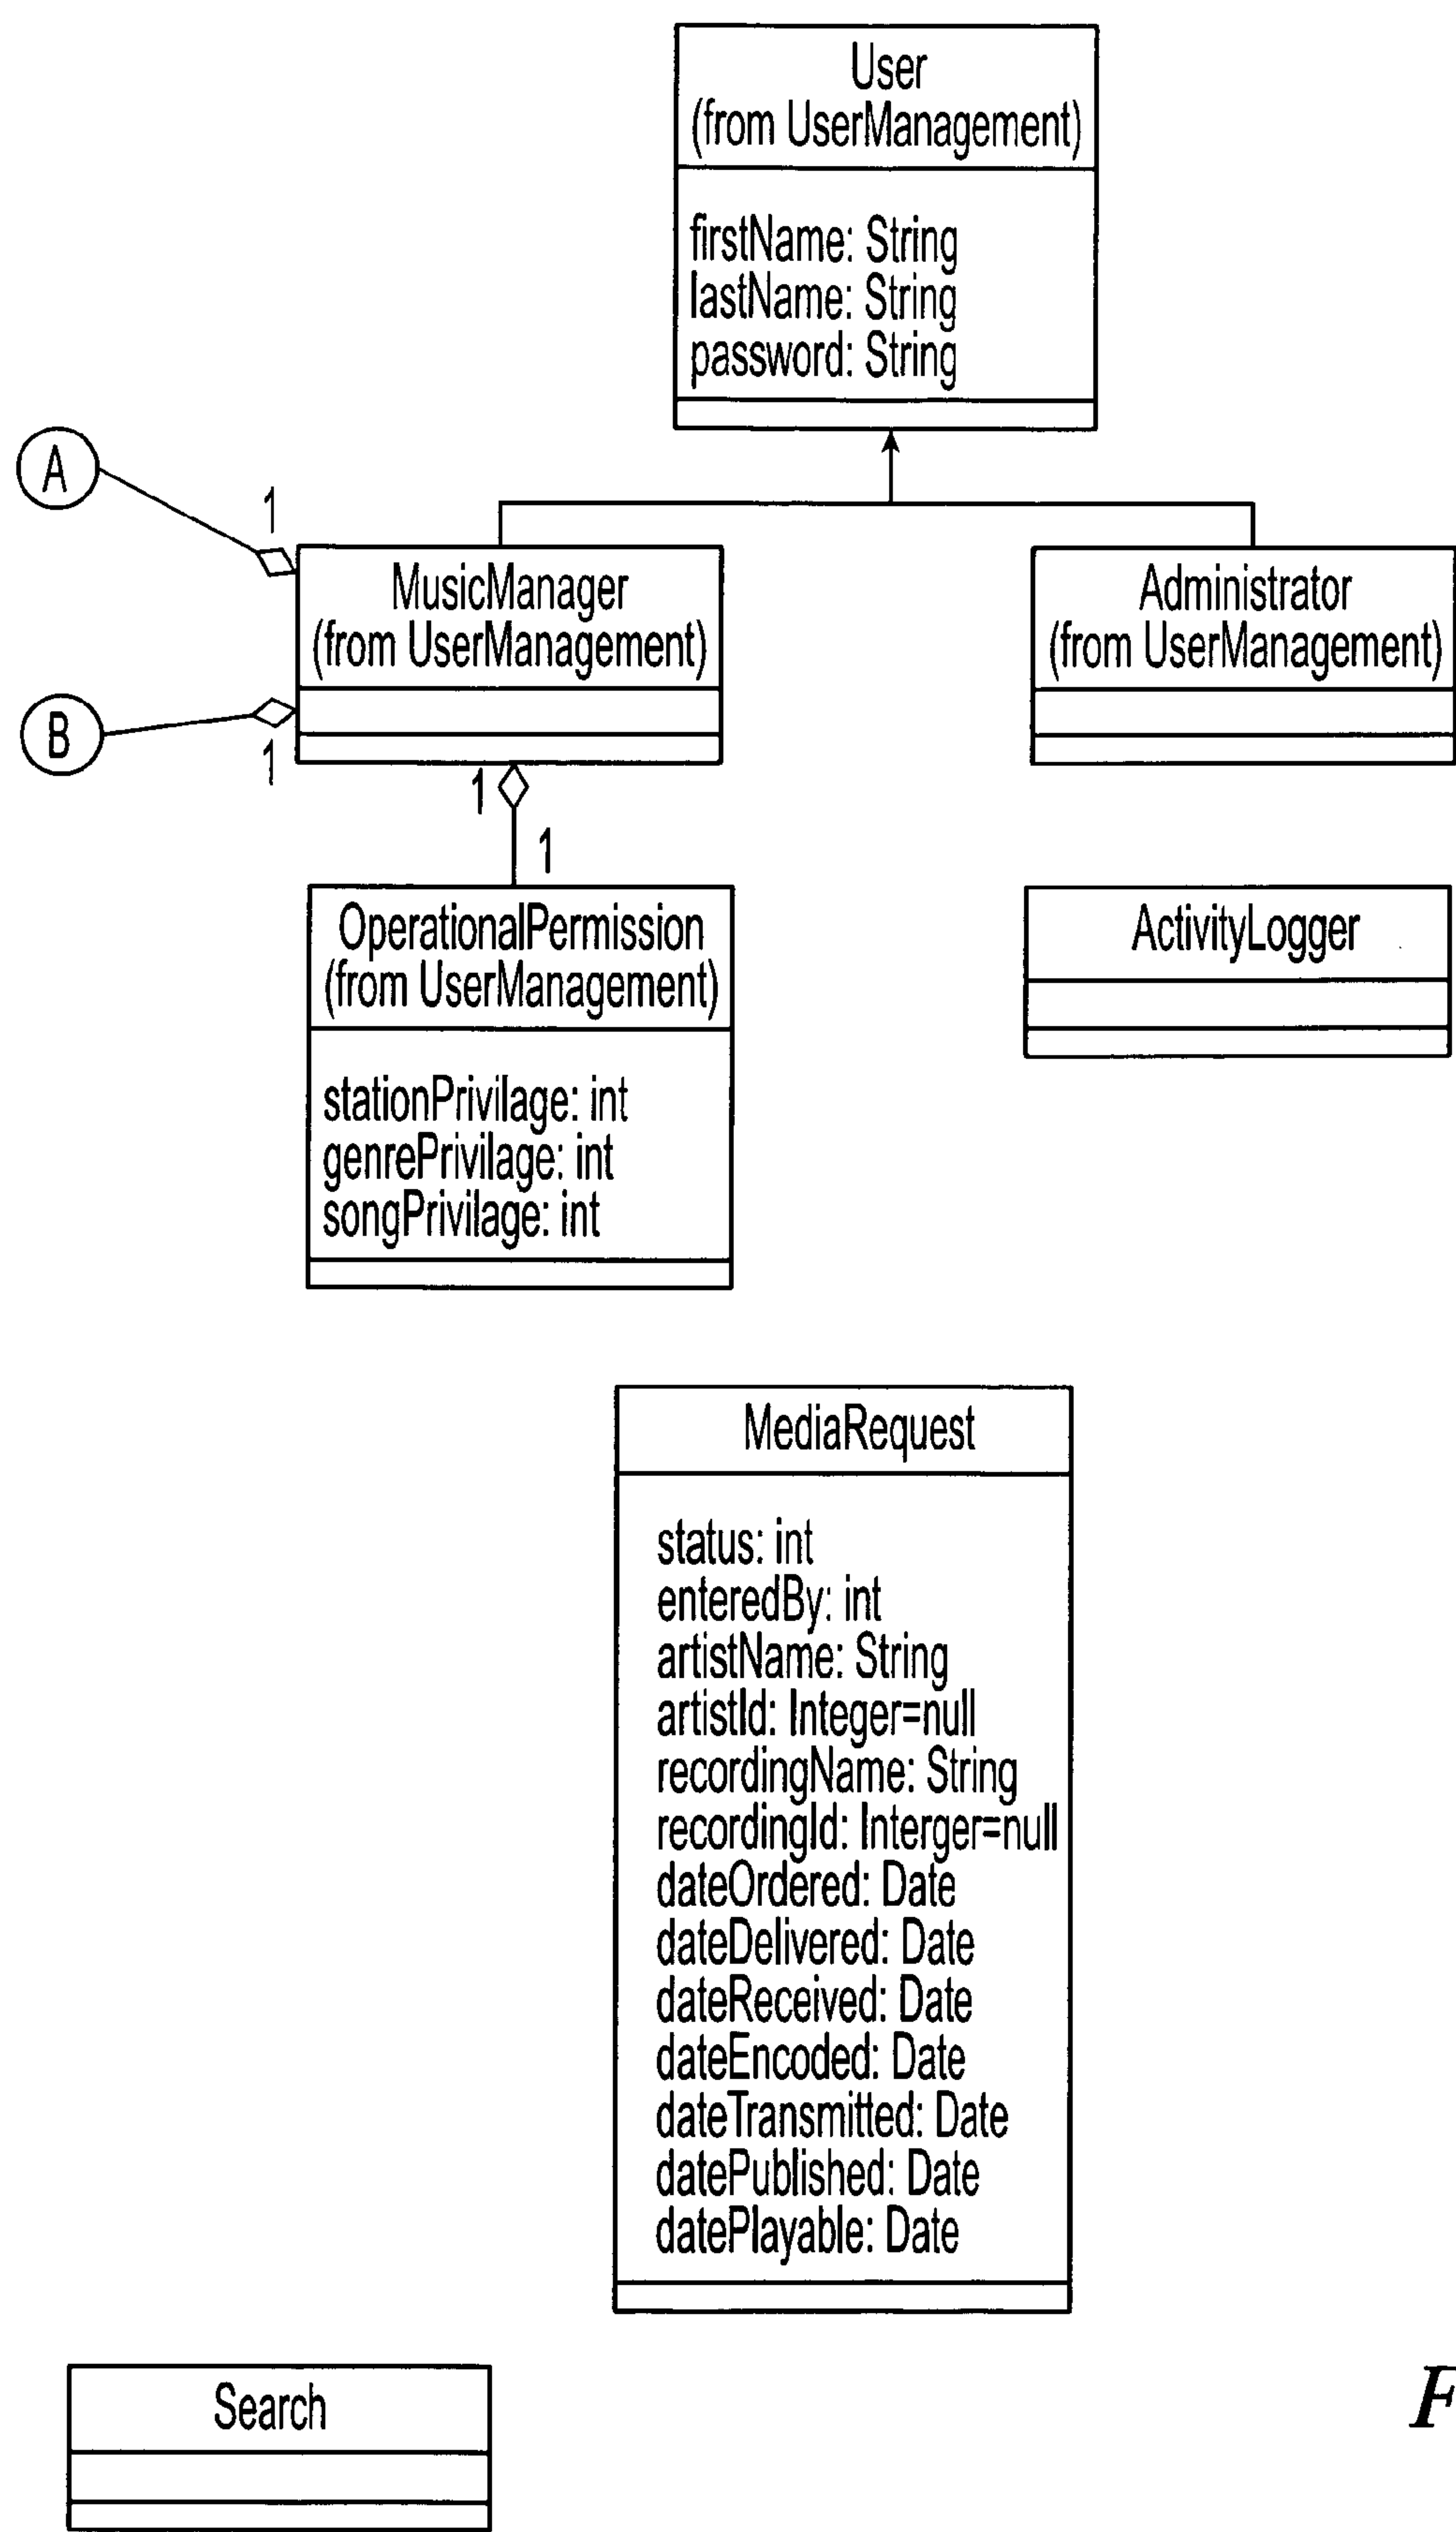 User
(from UserManagement)
firstName: String
lastName: String
password: String
A
1
MusicManager
(from UserManagement)
Administrator
(from UserManagement)
B
1
1
1
OperationalPermission
(from UserManagement)
ActivityLogger
stationPrivilage: int
genrePrivilage: int
songPrivilage: int
MediaRequest
status: int
enteredBy: int
artistName: String
artistId: Integer=null
recordingName: String
recordingId: Interger=null
dateOrdered: Date
dateDelivered: Date
dateReceived: Date
dateEncoded: Date
dateTransmitted: Date
datePublished: Date
datePlayable: Date
Search
F